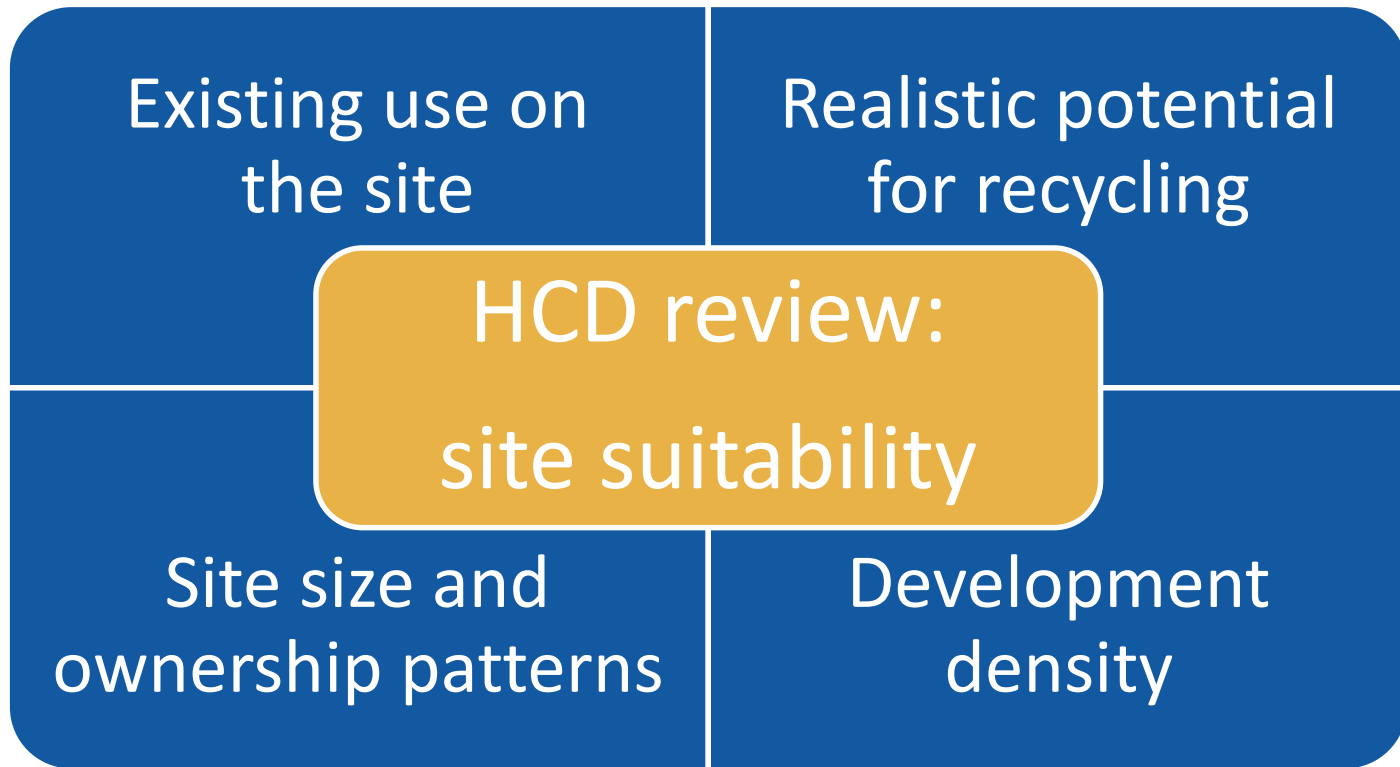 Existing use on
the site
Realistic potential
for recycling
HCD review:
site suitability
Site size and
ownership patterns
Development
density